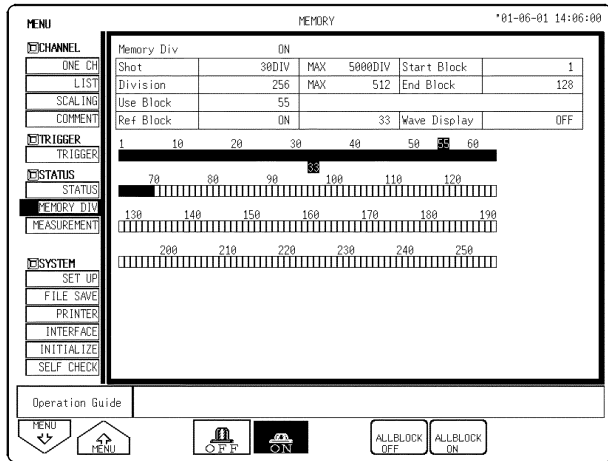 MENU MEMORY '01-06-01 14:06:00
CHANNEL
ONE CH
LIST
SCALING
COMMENT
TRIGGER
TRIGGER
STATUS
STATUS
MEMORY DIV
MEASUREMENT
SYSTEM
SET UP
FILE SAVE
PRINTER
INTERFACE
INITIALIZE
SELF CHECK
Memory Div ON
Shot 30DIV MAX 5000DIV Start Block 1
Division 256 MAX 512 End Block 128
Use Block 55
Ref Block ON 33 Wave Display OFF
1 10 20 30 40 50 55 60
33
70 80 90 100 110 120
130 140 150 160 170 180 190
200 210 220 230 240 250
Operation Guide
MENU MENU OFF ON ALLBLOCK OFF ALLBLOCK ON